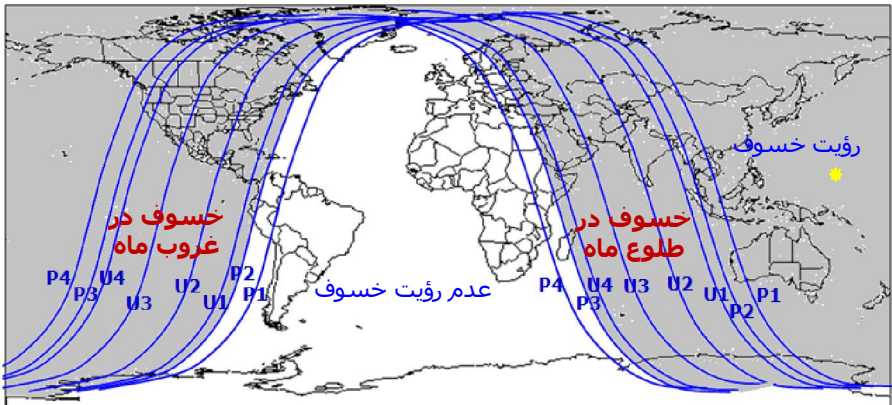 رؤیت خسوف
خسوف در
طلوع ماه
خسوف در
غروب ماه
عدم رؤیت خسوف
P4 P3 U4 U3 U2 U1 P2 P1
P4 P3 U4 U3 U2 U1 P2 P1